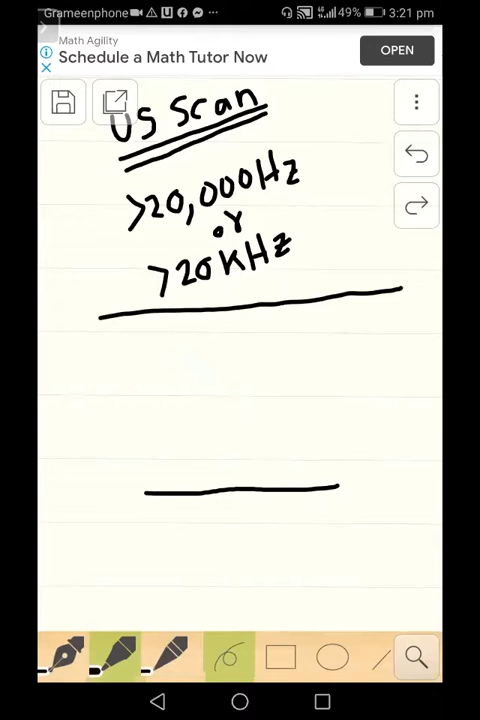 Grameenphone 49% 3:21 pm
Math Agility
Schedule a Math Tutor Now
OPEN
US Scan
>20,000Hz
or
>20KHz